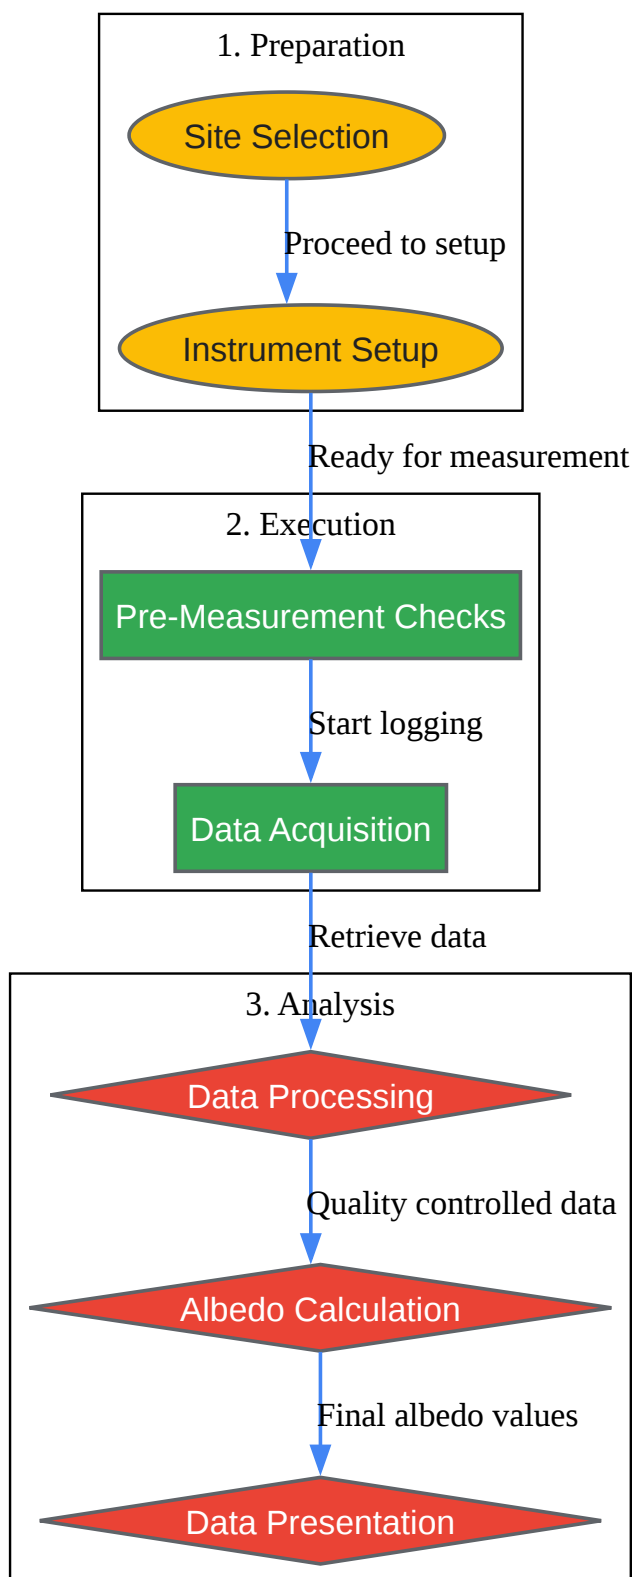 1. Preparation
Site Selection
Proceed to setup
Instrument Setup
Ready for measurement
2. Execution
Pre-Measurement Checks
Start logging
Data Acquisition
Retrieve data
3. Analysis
Data Processing
Quality controlled data
Albedo Calculation
Final albedo values
Data Presentation